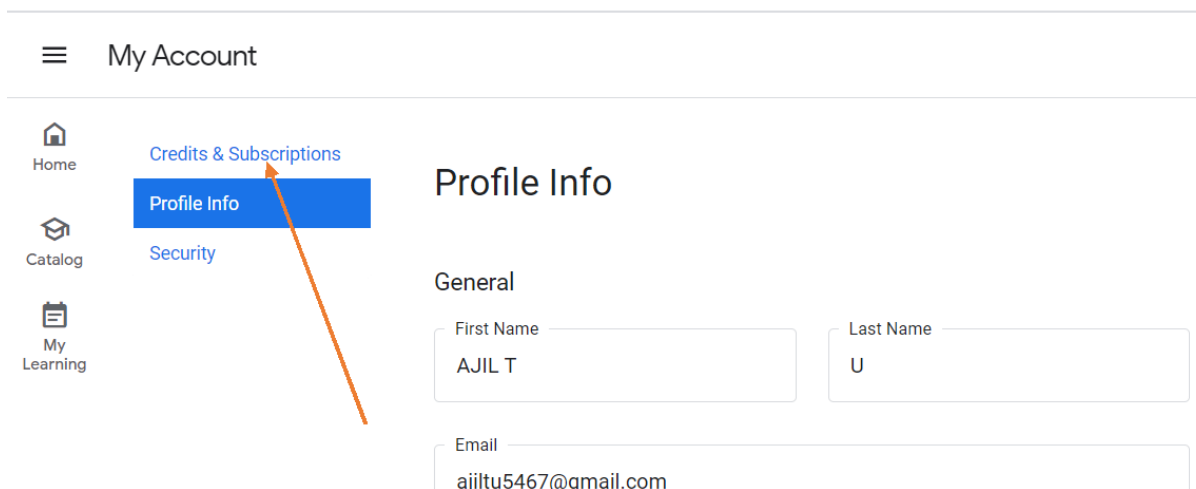 My Account
Home
Catalog
My
Learning
Credits & Subscriptions
Profile Info
Security
Profile Info
General
First Name
AJIL T
Last Name
U
Email
ajiltu5467@gmail.com